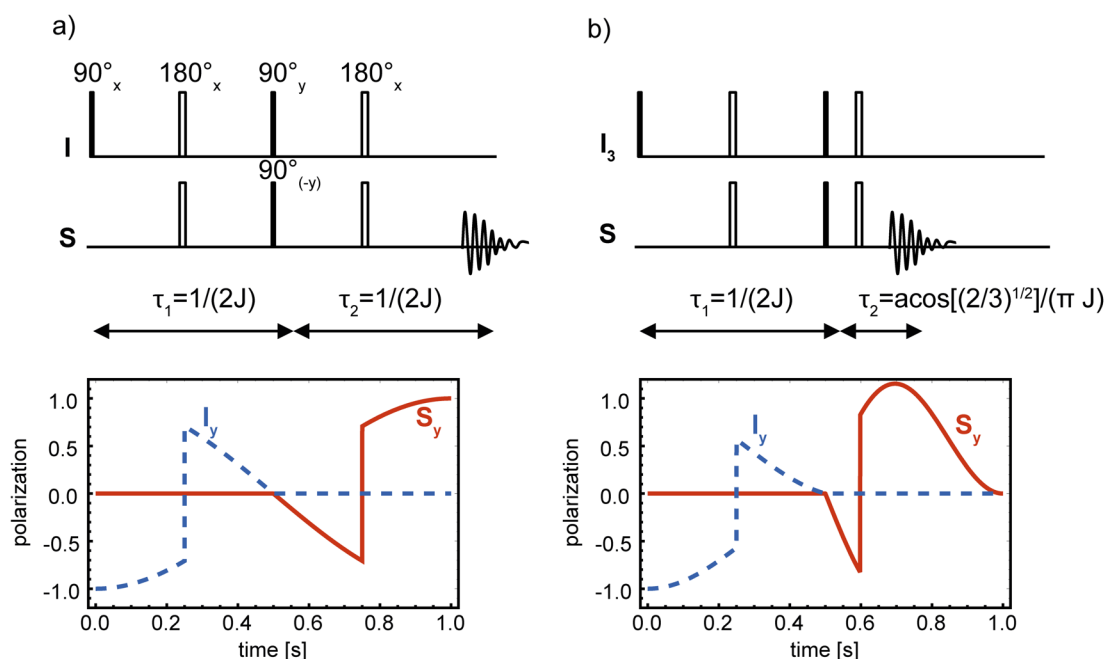 a)
90°x 180°x 90°y 180°x
I
90°(-y)
S
τ1=1/(2J) τ2=1/(2J)
1.0
0.5
0.0
-0.5
-1.0
polarization
Iy
Sy
0.0 0.2 0.4 0.6 0.8 1.0
time [s]
b)
I3
S
τ1=1/(2J) τ2=acos[(2/3)^1/2]/(π J)
1.0
0.5
0.0
-0.5
-1.0
polarization
Iy
Sy
0.0 0.2 0.4 0.6 0.8 1.0
time [s]